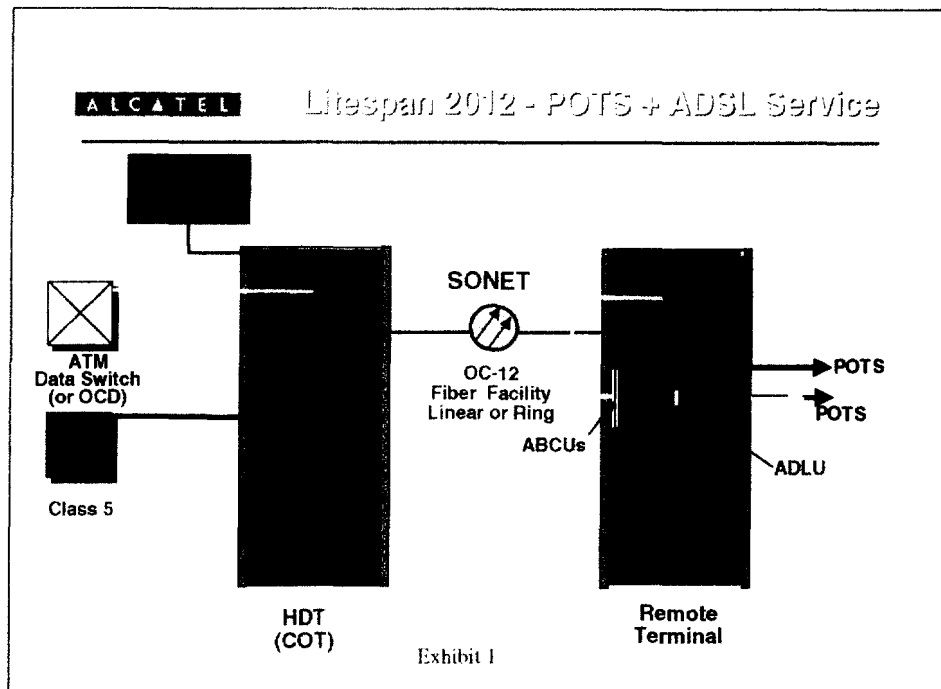 ALCATEL
Litespan 2012 - POTS + ADSL Service
SONET
ATM
Data Switch
(or OCD)
OC-12
Fiber Facility
Linear or Ring
POTS
POTS
ABCUs
ADLU
Class 5
HDT
(COT)
Remote
Terminal
Exhibit 1